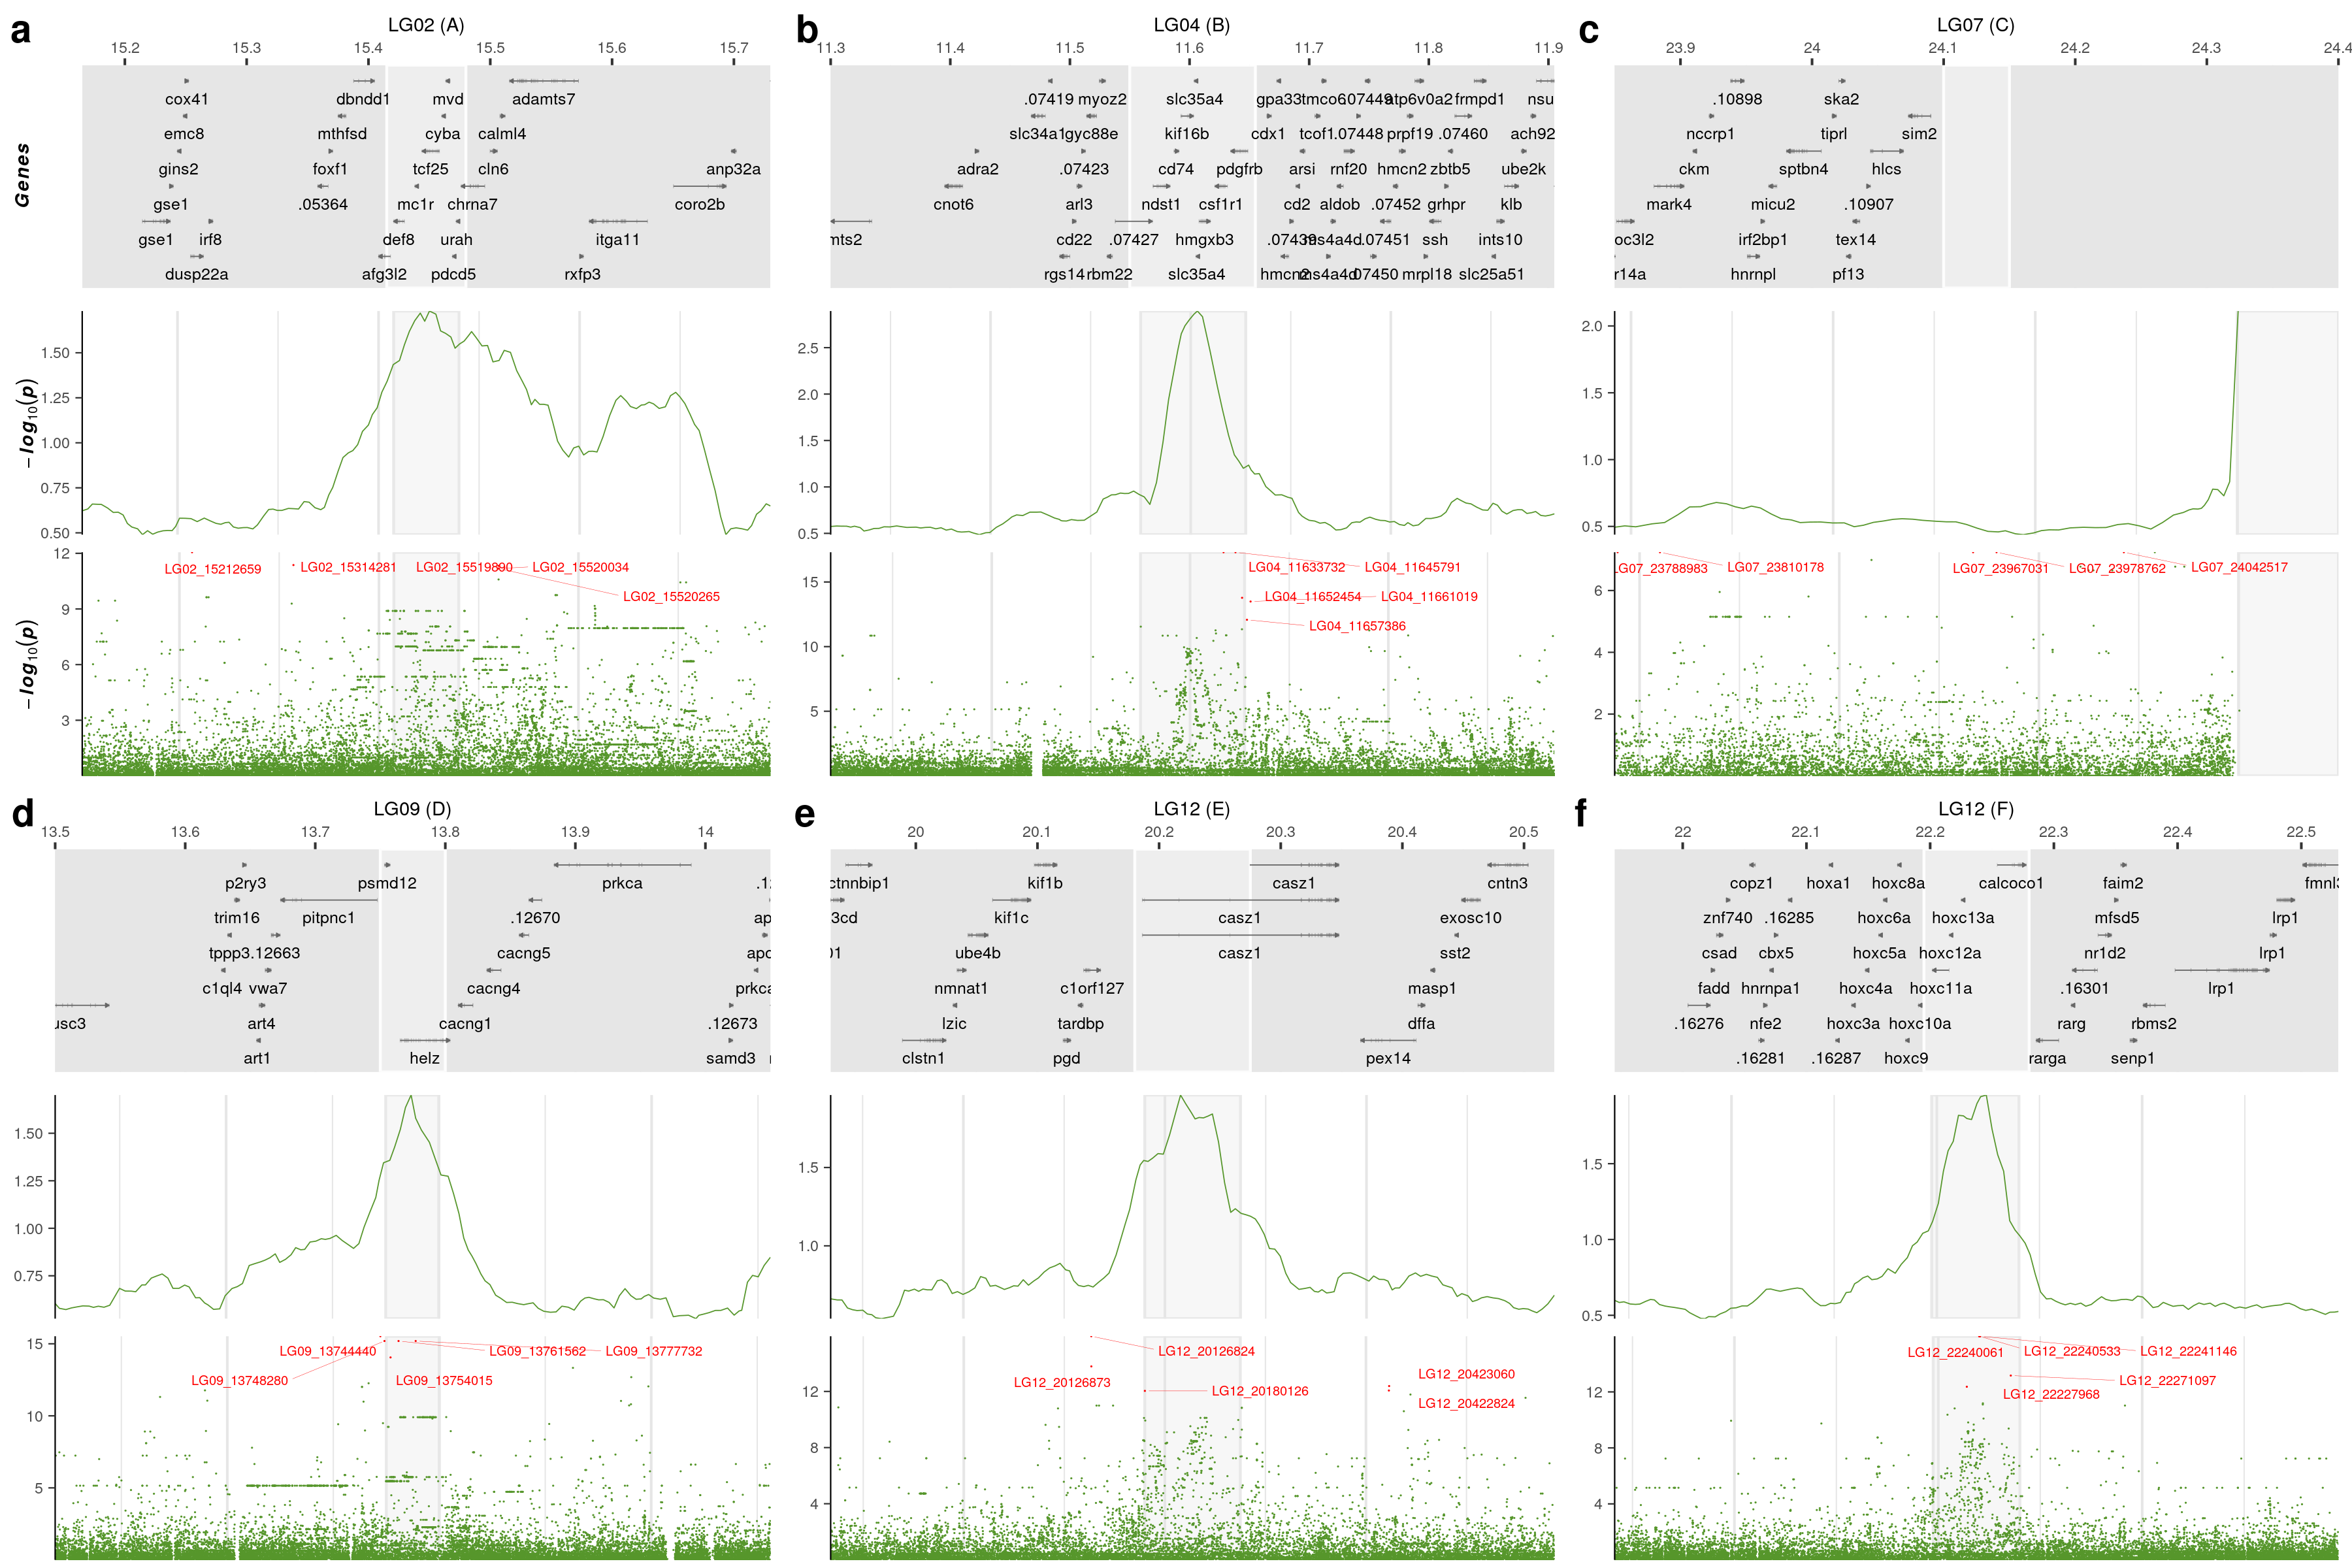 a
LG02 (A)
15.2 15.3 15.4 15.5 15.6 15.7
Genes
cox41 dbndd1 mvd adamts7
emc8 mthfsd cyba calml4
gins2 foxf1 tcf25 cln6 anp32a
gse1 .05364 mc1r chrna7 coro2b
gse1 irf8 def8 urah itga11
dusp22a afg3l2 pdcd5 rxfp3
−log10(p)
1.50
1.25
1.00
0.75
0.50
−log10(p)
12
9
6
3
LG02_15212659 LG02_15314281 LG02_15519890 LG02_15520034
LG02_15520265
b
LG04 (B)
11.3 11.4 11.5 11.6 11.7 11.8 11.9
.07419 myoz2 slc35a4 gpa33 tmco6 .07449 atp6v0a2 frmpd1 nsu
slc34a1 gyc88e kif16b cdx1 tcof1 .07448 prpf19 .07460 ach92
adra2 .07423 cd74 pdgfrb arsi rnf20 hmcn2 zbtb5 ube2k
cnot6 arl3 ndst1 csf1r1 cd2 aldob .07452 grhpr klb
mts2 cd22 .07427 hmgxb3 .07439 ms4a4d .07451 ssh ints10
rgs14 rbm22 slc35a4 hmcn2 ms4a4d .07450 mrpl18 slc25a51
2.5
2.0
1.5
1.0
0.5
15
10
5
LG04_11633732 LG04_11645791
LG04_11652454 LG04_11661019
LG04_11657386
c
LG07 (C)
23.9 24 24.1 24.2 24.3 24.4
.10898 ska2
nccrp1 tiprl sim2
ckm sptbn4 hlcs
mark4 micu2 .10907
oc3l2 irf2bp1 tex14
r14a hnrnpl pf13
2.0
1.5
1.0
0.5
6
4
2
LG07_23788983 LG07_23810178 LG07_23967031 LG07_23978762 LG07_24042517
d
LG09 (D)
13.5 13.6 13.7 13.8 13.9 14
p2ry3 psmd12 prkca .12
trim16 pitpnc1 .12670 ap
tppp3 .12663 cacng5 apo
c1ql4 vwa7 cacng4 prkca
usc3 art4 cacng1 .12673
art1 helz samd3
1.50
1.25
1.00
0.75
15
10
5
LG09_13744440 LG09_13761562 LG09_13777732
LG09_13748280 LG09_13754015
e
LG12 (E)
20 20.1 20.2 20.3 20.4 20.5
ctnnbip1 kif1b casz1 cntn3
3cd kif1c casz1 exosc10
01 ube4b casz1 sst2
nmnat1 c1orf127 masp1
lzic tardbp dffa
clstn1 pgd pex14
1.5
1.0
12
8
4
LG12_20126824
LG12_20423060
LG12_20126873 LG12_20180126
LG12_20422824
f
LG12 (F)
22 22.1 22.2 22.3 22.4 22.5
copz1 hoxa1 hoxc8a calcoco1 faim2 fmnl3
znf740 .16285 hoxc6a hoxc13a mfsd5 lrp1
csad cbx5 hoxc5a hoxc12a nr1d2 lrp1
fadd hnrnpa1 hoxc4a hoxc11a .16301 lrp1
.16276 nfe2 hoxc3a hoxc10a rarg rbms2
.16281 .16287 hoxc9 rarga senp1
1.5
1.0
0.5
12
8
4
LG12_22240061 LG12_22240533 LG12_22241146
LG12_22271097
LG12_22227968